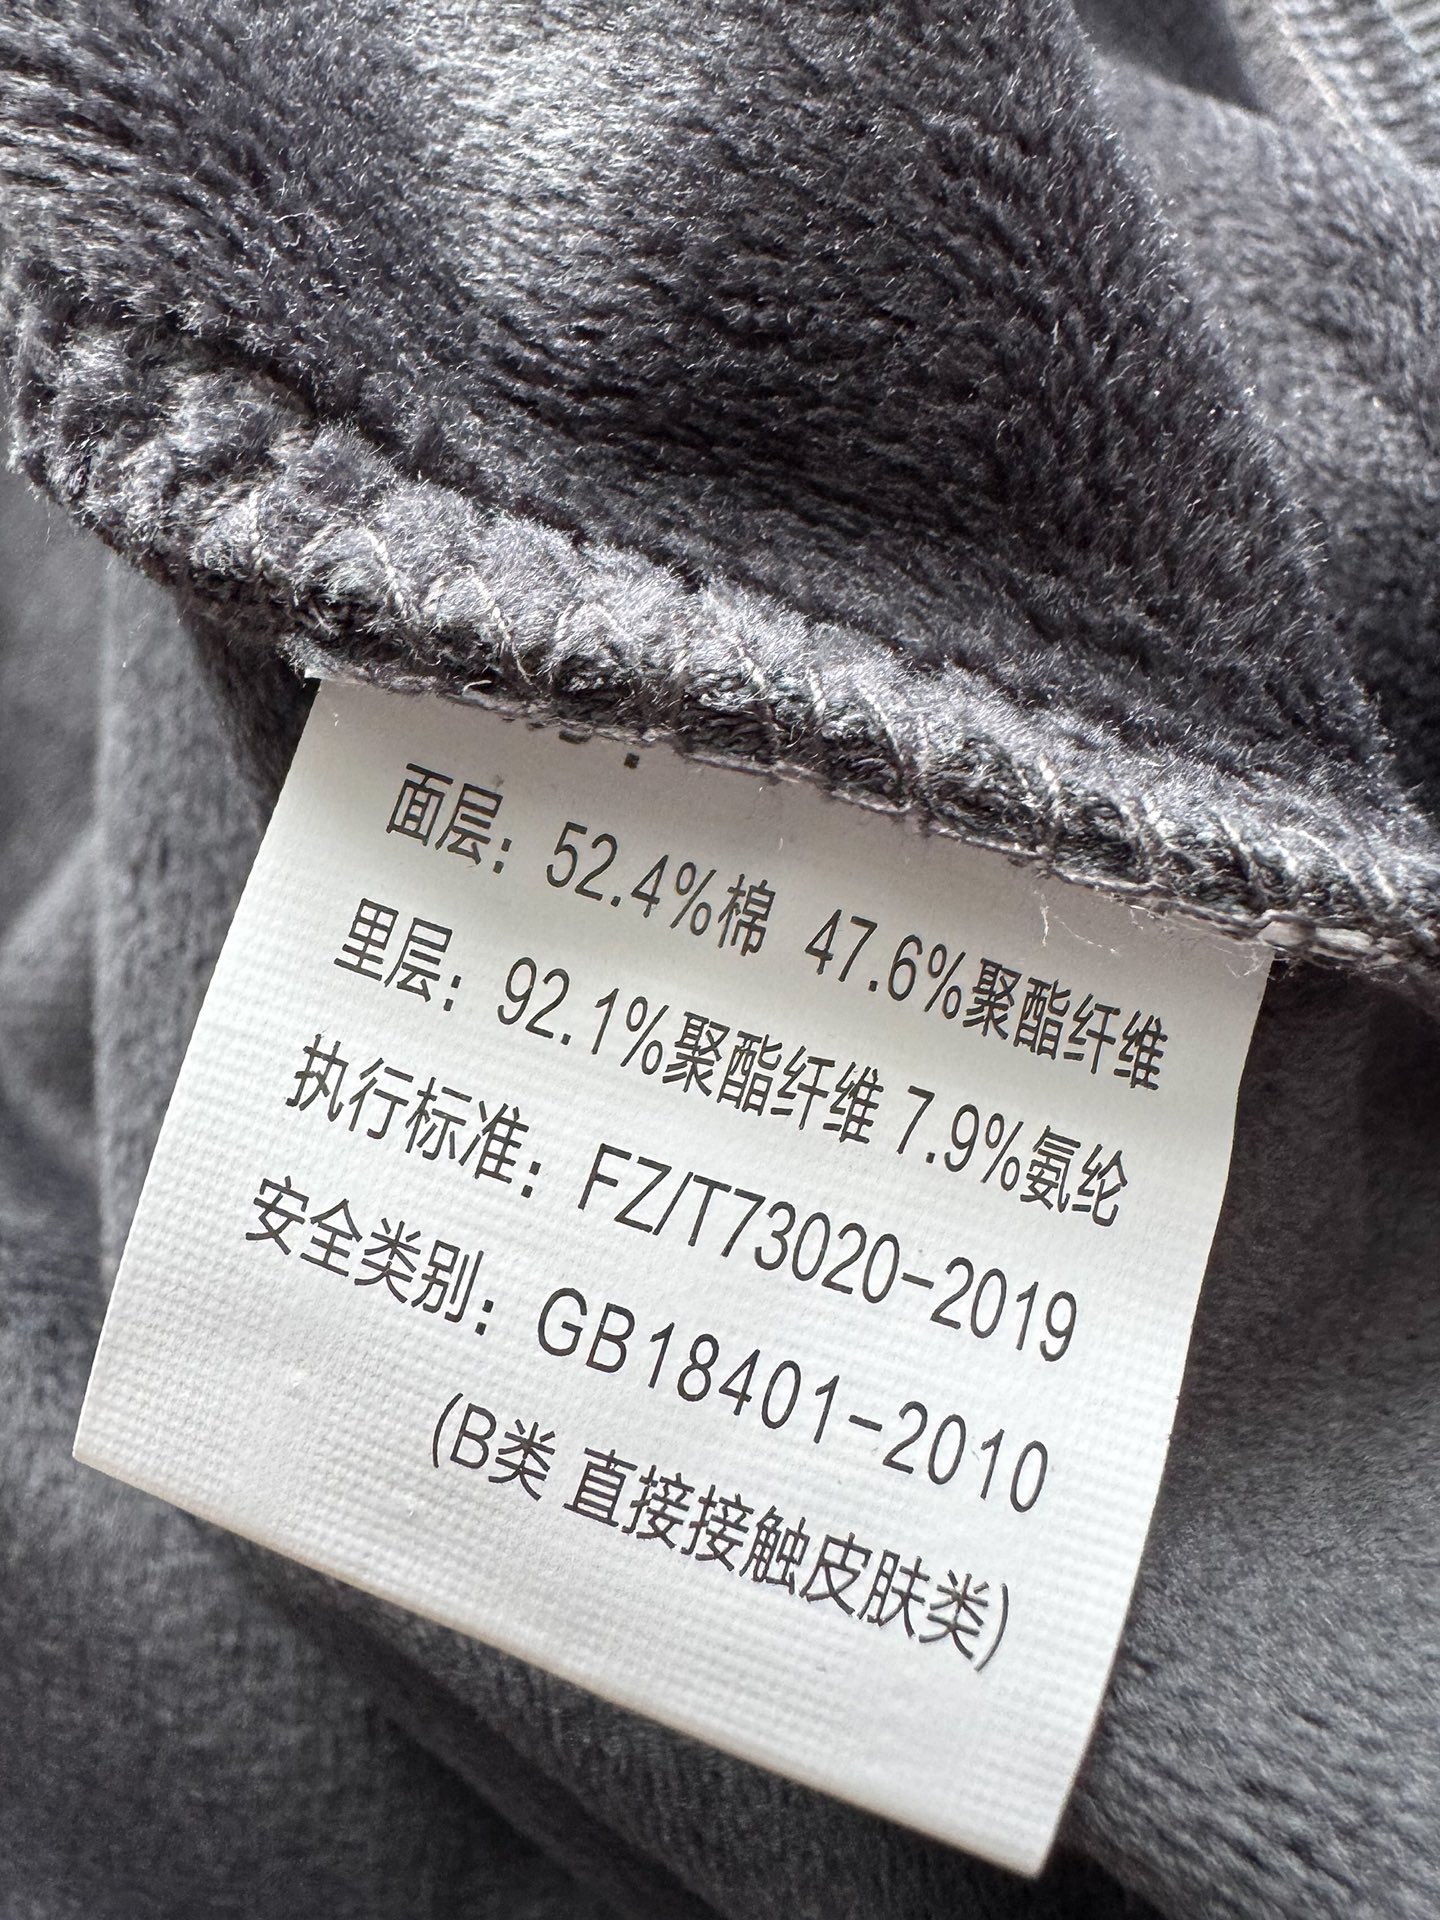 面层：52.4%棉 47.6%聚酯纤维
里层：92.1%聚酯纤维 7.9%氨纶
执行标准：FZ/T73020-2019
安全类别：GB18401-2010
(B类 直接接触皮肤类)